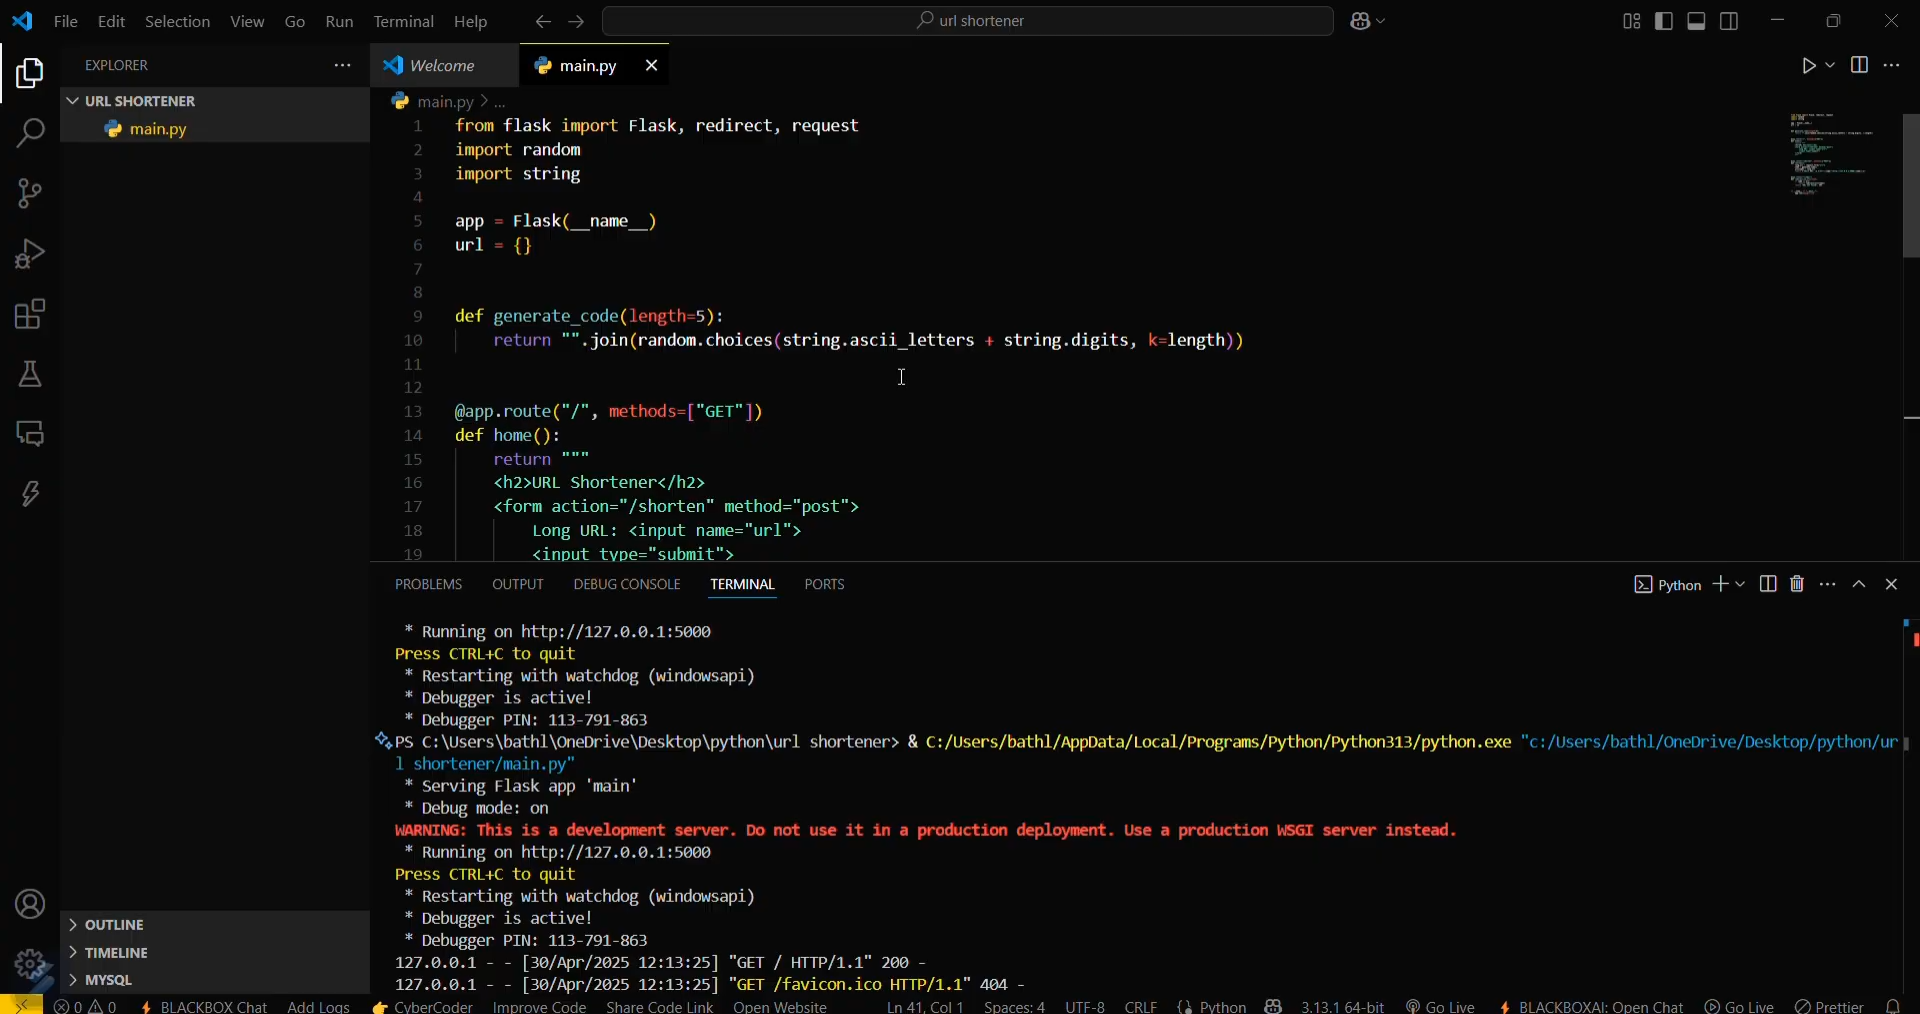 File Edit Selection View Go Run Terminal Help
url shortener
EXPLORER
URL SHORTENER
main.py
OUTLINE
TIMELINE
MYSQL
Welcome
main.py
main.py > ...
1 from flask import Flask, redirect, request
2 import random
3 import string
4
5 app = Flask(__name__)
6 url = {}
7
8
9 def generate_code(length=5):
10 return "".join(random.choices(string.ascii_letters + string.digits, k=length))
11
12
13 @app.route("/", methods=["GET"])
14 def home():
15 return """
16 <h2>URL Shortener</h2>
17 <form action="/shorten" method="post">
18 Long URL: <input name="url">
19 <input type="submit">
PROBLEMS OUTPUT DEBUG CONSOLE TERMINAL PORTS
Python
* Running on http://127.0.0.1:5000
Press CTRL+C to quit
* Restarting with watchdog (windowsapi)
* Debugger is active!
* Debugger PIN: 113-791-863
PS C:\Users\bathl\OneDrive\Desktop\python\url shortener> & C:/Users/bathl/AppData/Local/Programs/Python/Python313/python.exe "c:/Users/bathl/OneDrive/Desktop/python/ur
l shortener/main.py"
* Serving Flask app 'main'
* Debug mode: on
WARNING: This is a development server. Do not use it in a production deployment. Use a production WSGI server instead.
* Running on http://127.0.0.1:5000
Press CTRL+C to quit
* Restarting with watchdog (windowsapi)
* Debugger is active!
* Debugger PIN: 113-791-863
127.0.0.1 - - [30/Apr/2025 12:13:25] "GET / HTTP/1.1" 200 -
127.0.0.1 - - [30/Apr/2025 12:13:25] "GET /favicon.ico HTTP/1.1" 404 -
0 0 BLACKBOX Chat Add Logs CyberCoder Improve Code Share Code Link Open Website Ln 41, Col 1 Spaces: 4 UTF-8 CRLF {} Python 3.13.1 64-bit Go Live BLACKBOXAI: Open Chat Go Live Prettier